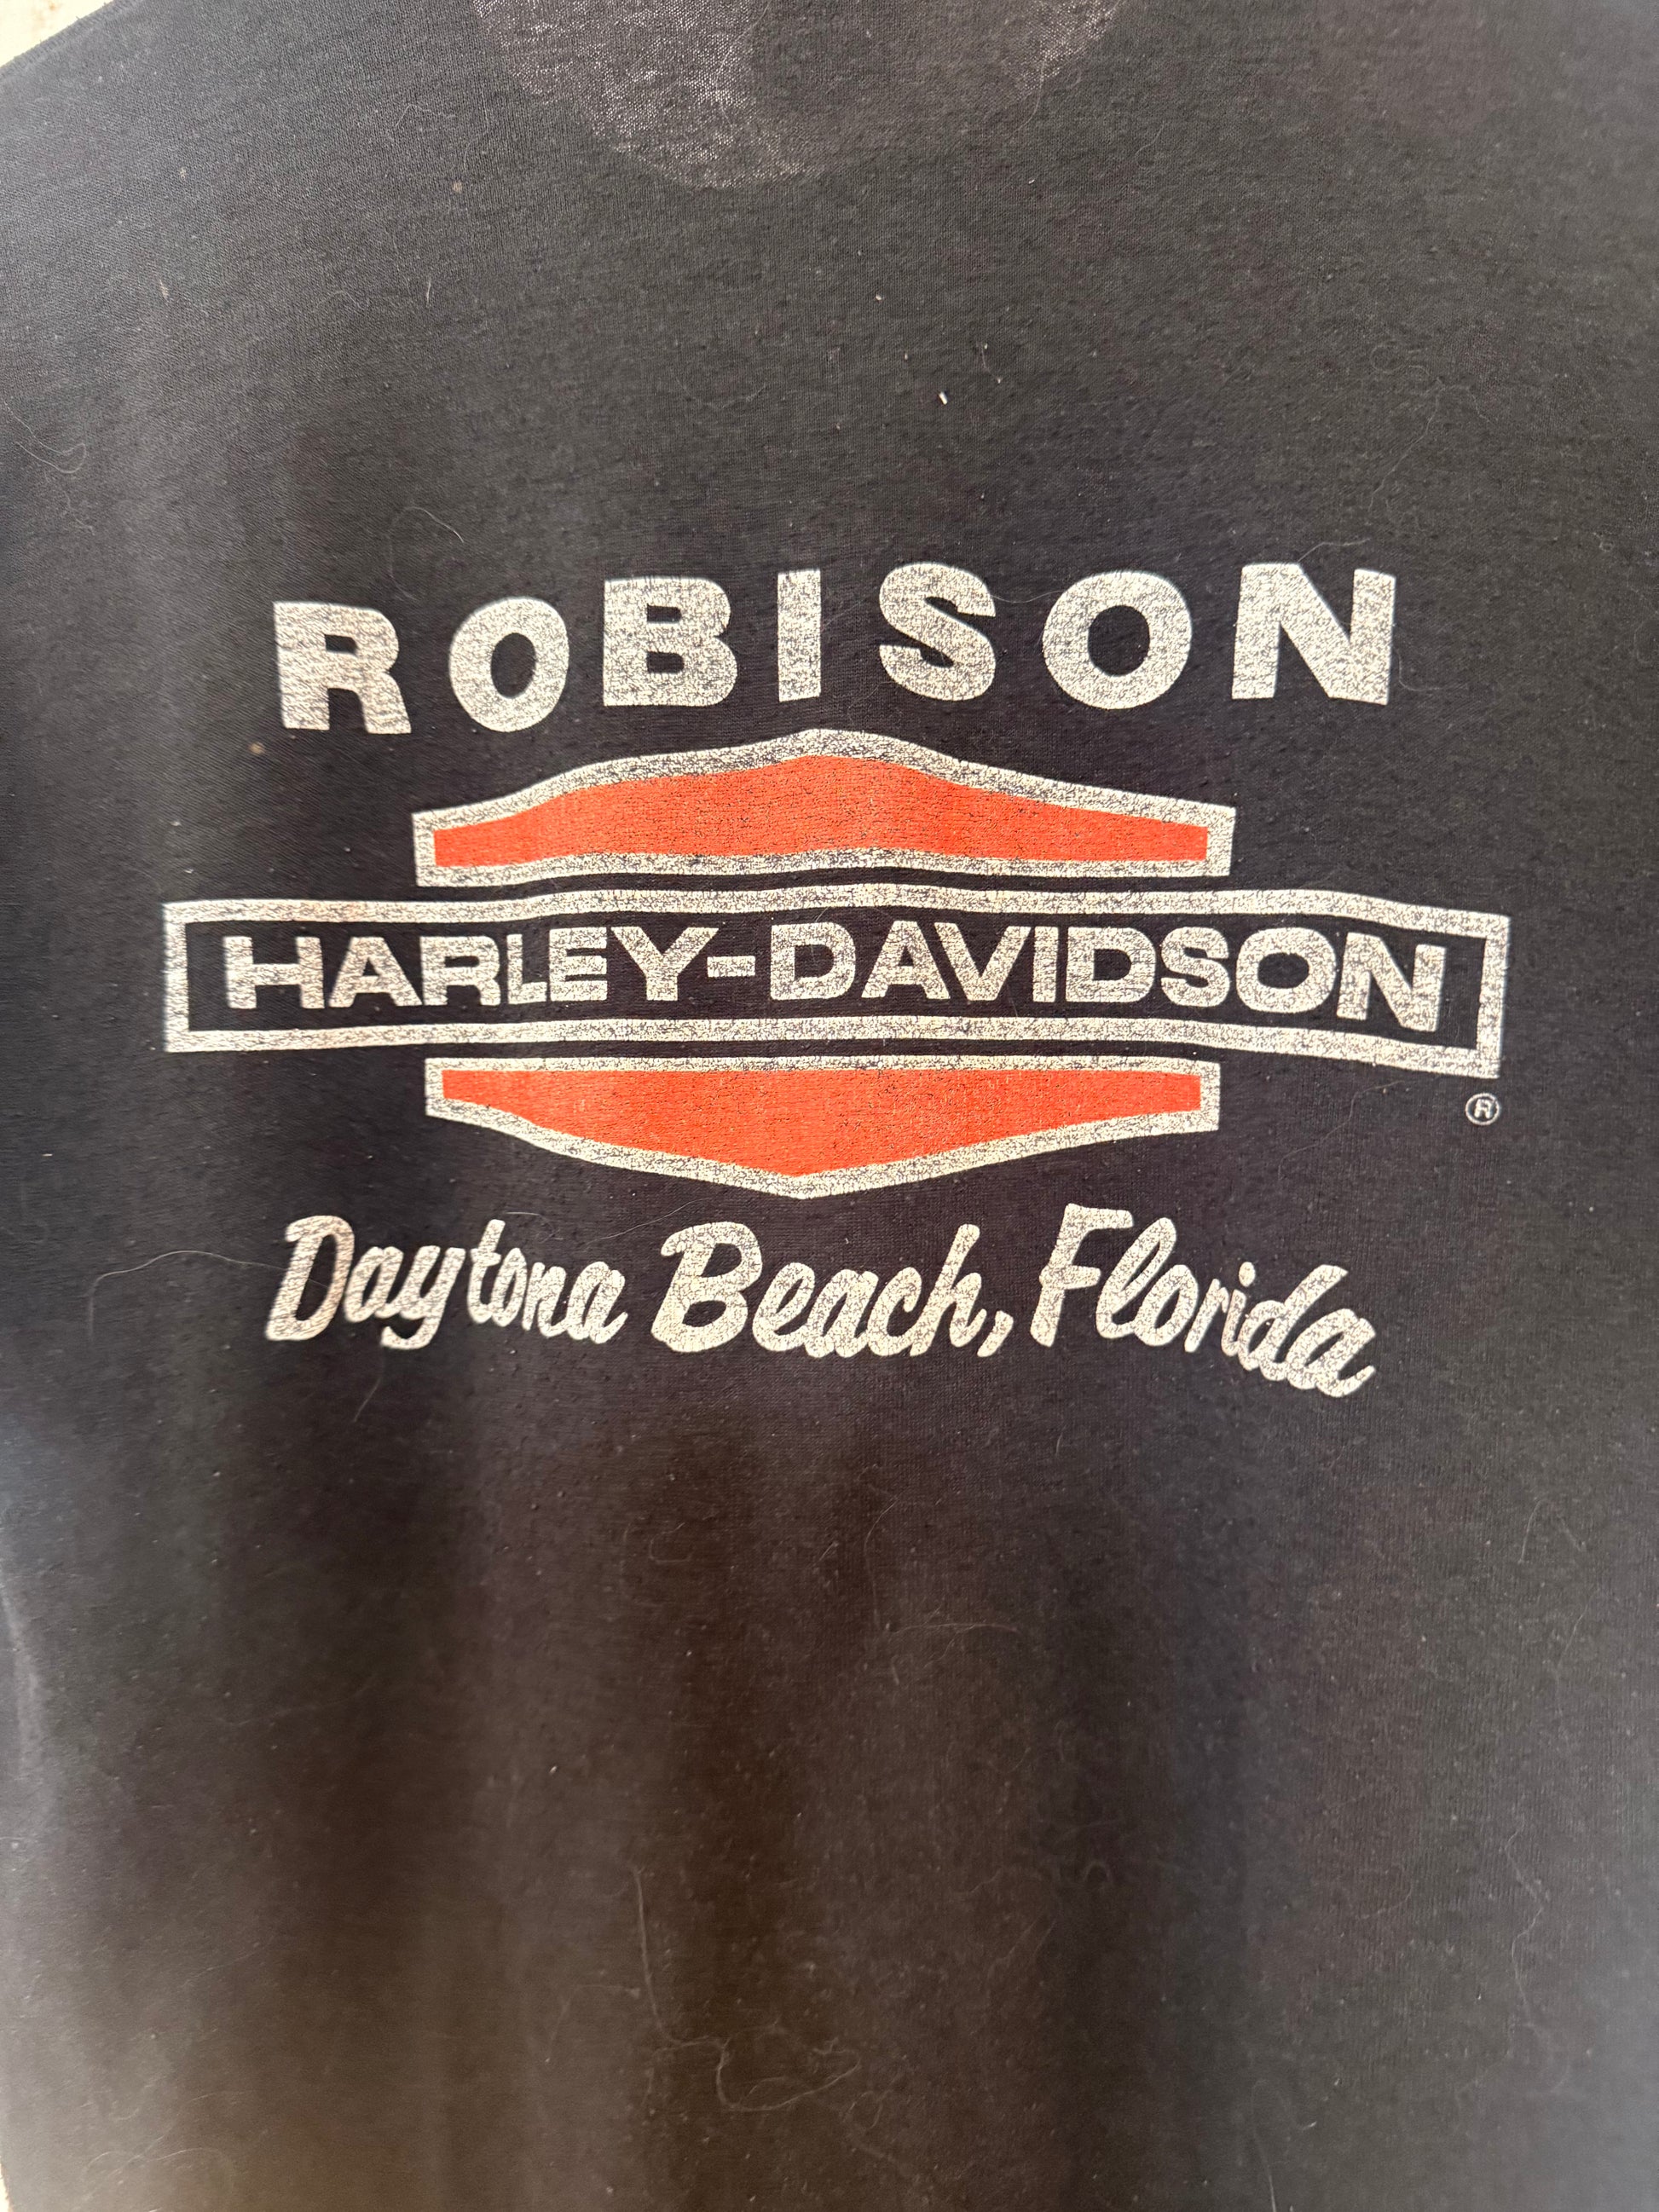 ROBISON
HARLEY-DAVIDSON
®
Daytona Beach, Florida